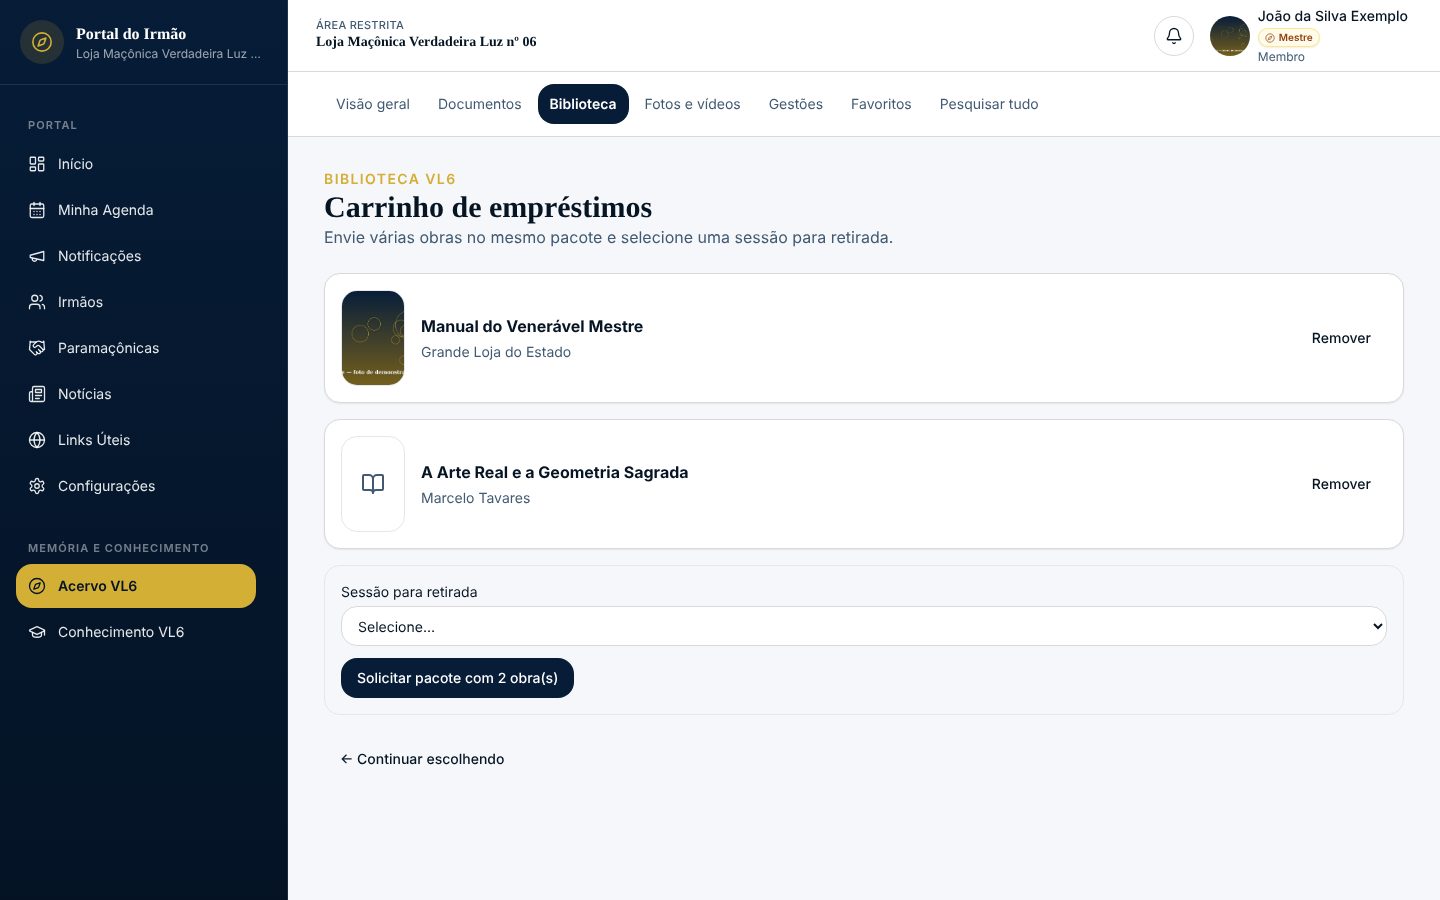 Portal do Irmão
Loja Maçônica Verdadeira Luz ...
PORTAL
Início
Minha Agenda
Notificações
Irmãos
Paramaçônicas
Notícias
Links Úteis
Configurações
MEMÓRIA E CONHECIMENTO
Acervo VL6
Conhecimento VL6
ÁREA RESTRITA
Loja Maçônica Verdadeira Luz nº 06
João da Silva Exemplo
Mestre
Membro
Visão geral
Documentos
Biblioteca
Fotos e vídeos
Gestões
Favoritos
Pesquisar tudo
BIBLIOTECA VL6
Carrinho de empréstimos
Envie várias obras no mesmo pacote e selecione uma sessão para retirada.
— foto de demonstra
Manual do Venerável Mestre
Grande Loja do Estado
Remover
A Arte Real e a Geometria Sagrada
Marcelo Tavares
Remover
Sessão para retirada
Selecione...
Solicitar pacote com 2 obra(s)
← Continuar escolhendo